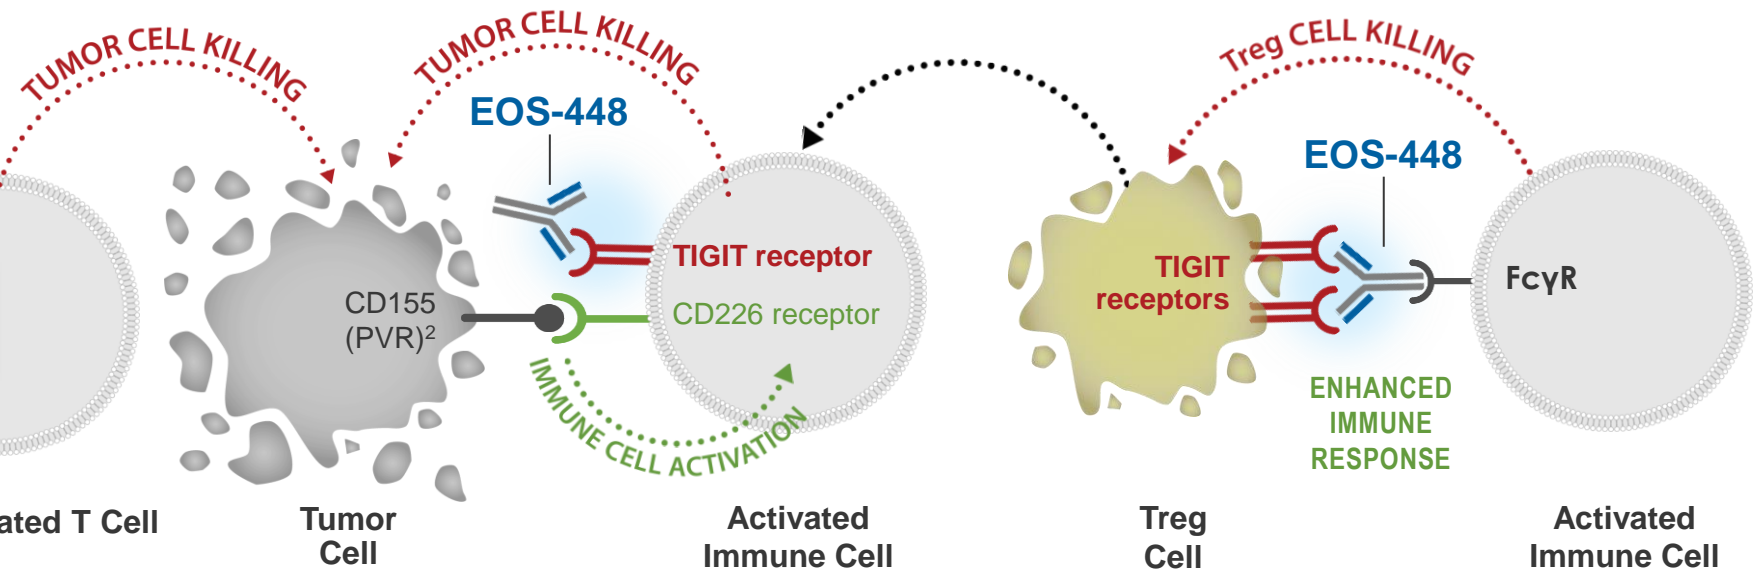 TUMOR CELL KILLING
TUMOR CELL KILLING
Treg CELL KILLING
EOS-448
EOS-448
TIGIT receptor
CD226 receptor
CD155
(PVR)²
TIGIT
receptors
FcγR
IMMUNE CELL ACTIVATION
ENHANCED
IMMUNE
RESPONSE
ated T Cell
Tumor
Cell
Activated
Immune Cell
Treg
Cell
Activated
Immune Cell